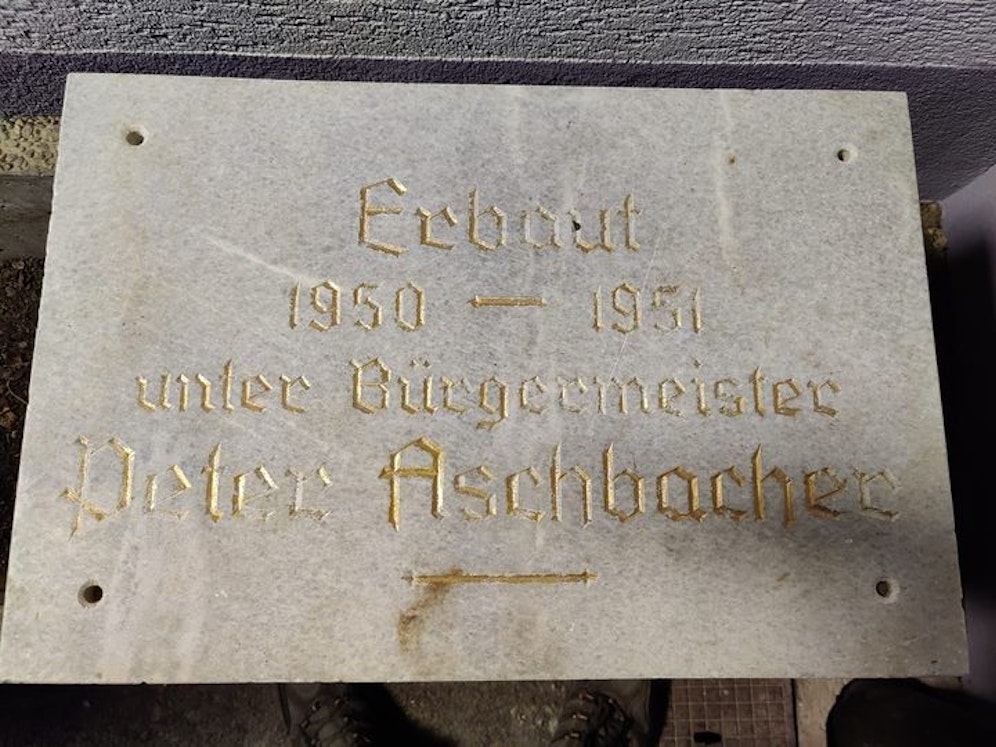 Erbaut
1950 — 1951
unter Bürgermeister
Peter Aschbacher